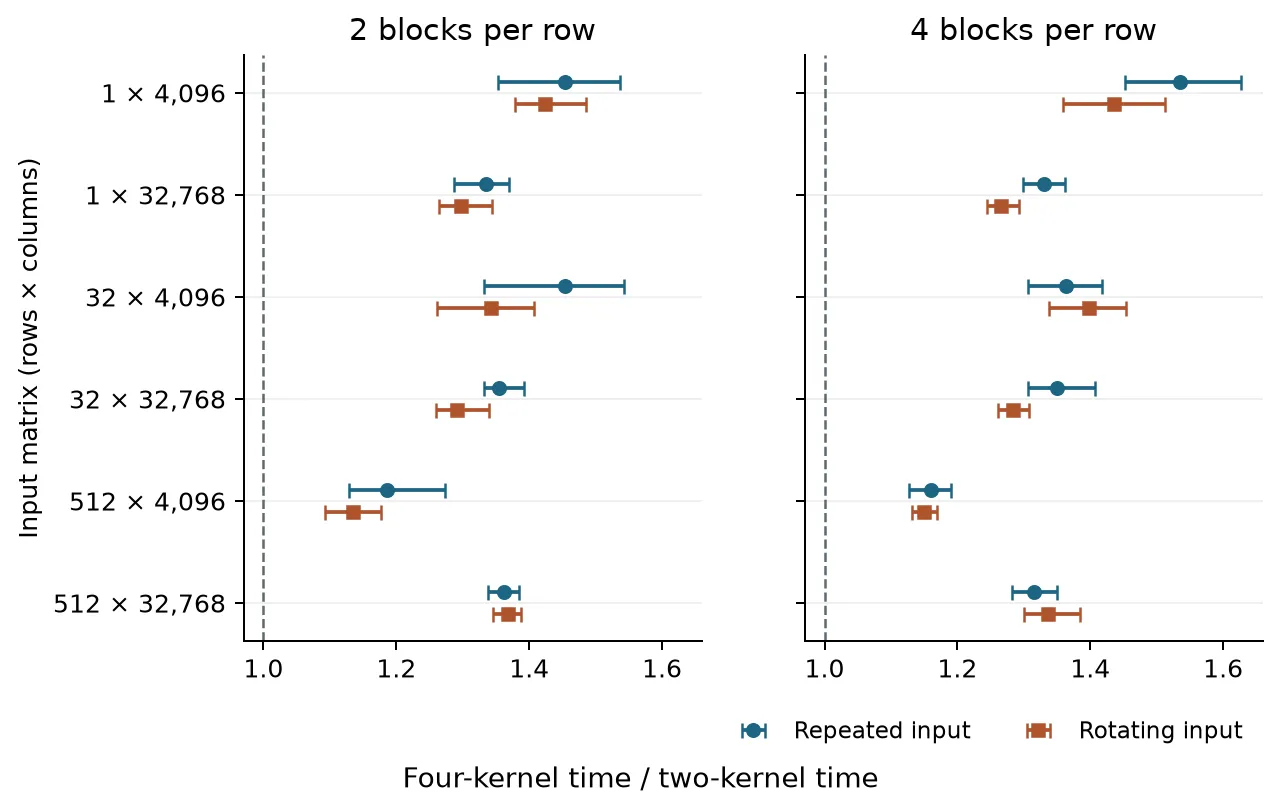 2 blocks per row
4 blocks per row
Input matrix (rows × columns)
1 × 4,096
1 × 32,768
32 × 4,096
32 × 32,768
512 × 4,096
512 × 32,768
1.0 1.2 1.4 1.6
1.0 1.2 1.4 1.6
Repeated input Rotating input
Four-kernel time / two-kernel time